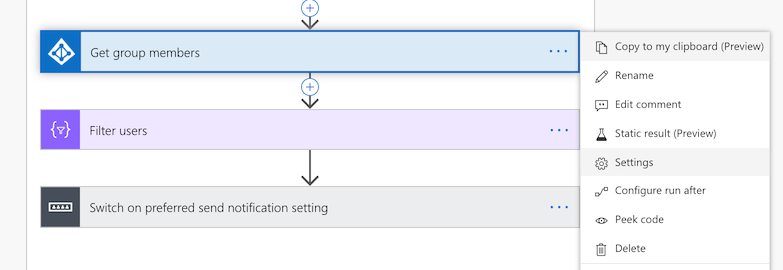 Get group members
Filter users
Switch on preferred send notification setting
Copy to my clipboard (Preview)
Rename
Edit comment
Static result (Preview)
Settings
Configure run after
Peek code
Delete